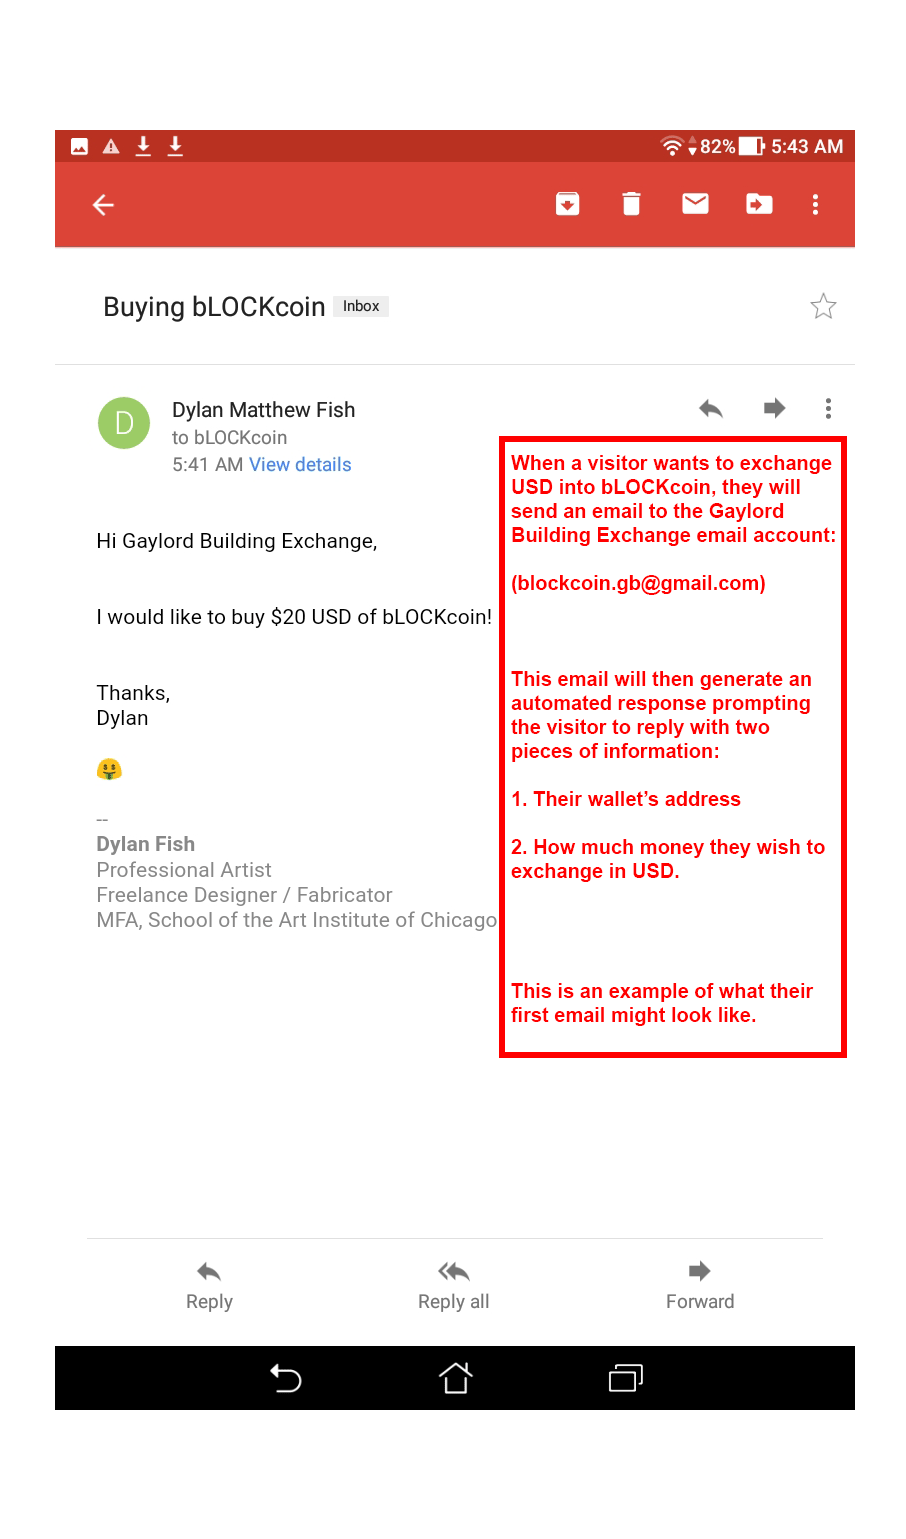 82% 5:43 AM
Buying bLOCKcoin Inbox
D
Dylan Matthew Fish
to bLOCKcoin
5:41 AM View details
Hi Gaylord Building Exchange,
I would like to buy $20 USD of bLOCKcoin!
Thanks,
Dylan
--
Dylan Fish
Professional Artist
Freelance Designer / Fabricator
MFA, School of the Art Institute of Chicago
When a visitor wants to exchange
USD into bLOCKcoin, they will
send an email to the Gaylord
Building Exchange email account:
(blockcoin.gb@gmail.com)
This email will then generate an
automated response prompting
the visitor to reply with two
pieces of information:
1. Their wallet's address
2. How much money they wish to
exchange in USD.
This is an example of what their
first email might look like.
Reply
Reply all
Forward